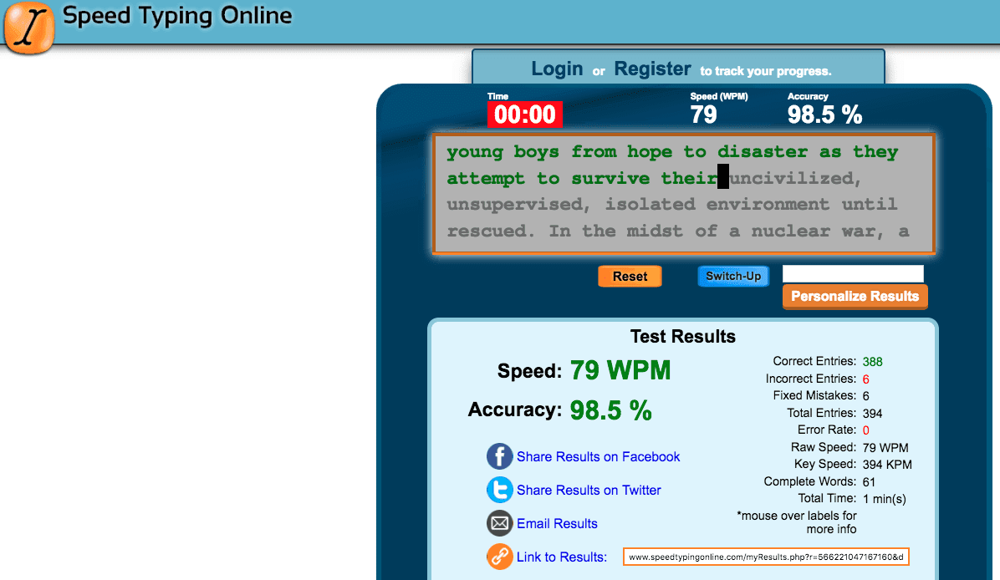 Speed Typing Online
Login or Register to track your progress.
Time
00:00
Speed (WPM)
79
Accuracy
98.5 %
young boys from hope to disaster as they
attempt to survive their uncivilized,
unsupervised, isolated environment until
rescued. In the midst of a nuclear war, a
Reset
Switch-Up
Personalize Results
Test Results
Speed: 79 WPM
Accuracy: 98.5 %
Share Results on Facebook
Share Results on Twitter
Email Results
Link to Results: www.speedtypingonline.com/myResults.php?r=566221047167160&d
Correct Entries: 388
Incorrect Entries: 6
Fixed Mistakes: 6
Total Entries: 394
Error Rate: 0
Raw Speed: 79 WPM
Key Speed: 394 KPM
Complete Words: 61
Total Time: 1 min(s)
*mouse over labels for
more info